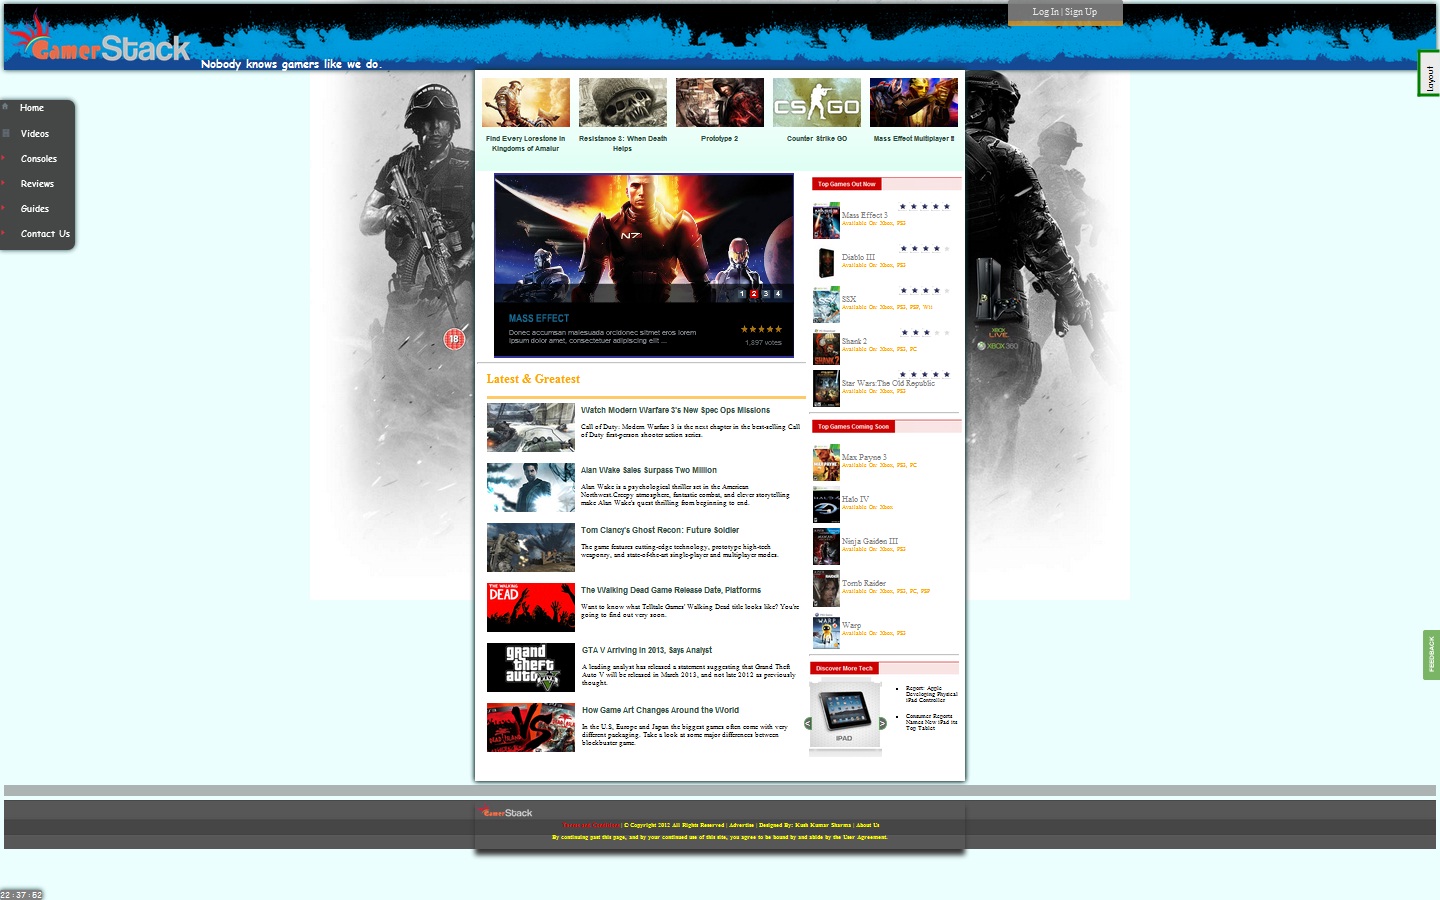 Log In | Sign Up
GamerStack
Nobody knows gamers like we do.
Layout
Home
Videos
Consoles
Reviews
Guides
Contact Us
Find Every Lorestone in
Kingdoms of Amalur
Resistance 3: When Death
Helps
Prototype 2
CS GO
Counter Strike GO
Mass Effect Multiplayer !!
N7
1 2 3 4
MASS EFFECT
Donec accumsan malesuada orcidonec sitmet eros lorem
ipsum dolor amet, consectetuer adipiscing elit ...
1,897 votes
18
XBOX
LIVE
XBOX 360
Top Games Out Now
Mass Effect 3
Available On: Xbox, PS3
Diablo III
Available On: Xbox, PS3
SSX
Available On: Xbox, PS3, PSP, Wii
Shank 2
Available On: Xbox, PS3, PC
Star Wars:The Old Republic
Available On: Xbox, PS3
Latest & Greatest
Watch Modern Warfare 3's New Spec Ops Missions
Call of Duty: Modern Warfare 3 is the next chapter in the best-selling Call
of Duty first-person shooter action series.
Alan Wake Sales Surpass Two Million
Alan Wake is a psychological thriller set in the American
Northwest.Creepy atmosphere, fantastic combat, and clever storytelling
make Alan Wake's quest thrilling from beginning to end.
Tom Clancy's Ghost Recon: Future Soldier
The game features cutting-edge technology, prototype high-tech
weaponry, and state-of-the-art single-player and multiplayer modes.
THE WALKING
DEAD
The Walking Dead Game Release Date, Platforms
Want to know what Telltale Games' Walking Dead title looks like? You're
going to find out very soon.
grand
theft
auto V
GTA V Arriving in 2013, Says Analyst
A leading analyst has released a statement suggesting that Grand Theft
Auto V will be released in March 2013, and not late 2012 as previously
thought.
VS
How Game Art Changes Around the World
In the U.S, Europe and Japan the biggest games often come with very
different packaging. Take a look at some major differences between
blockbuster game.
Top Games Coming Soon
Max Payne 3
Available On: Xbox, PS3, PC
Halo IV
Available On: Xbox
Ninja Gaiden III
Available On: Xbox, PS3
Tomb Raider
Available On: Xbox, PS3, PC, PSP
Warp
Available On: Xbox, PS3
Discover More Tech
IPAD
Report: Apple
Developing Physical
iPad Controller
Consumer Reports
Names New iPad its
Top Tablet
FEEDBACK
GamerStack
| © Copyright 2012 All Rights Reserved | Advertise | Designed By: Kush Kumar Sharma | About Us
By continuing past this page, and by your continued use of this site, you agree to be bound by and abide by the User Agreement.
22:37:52